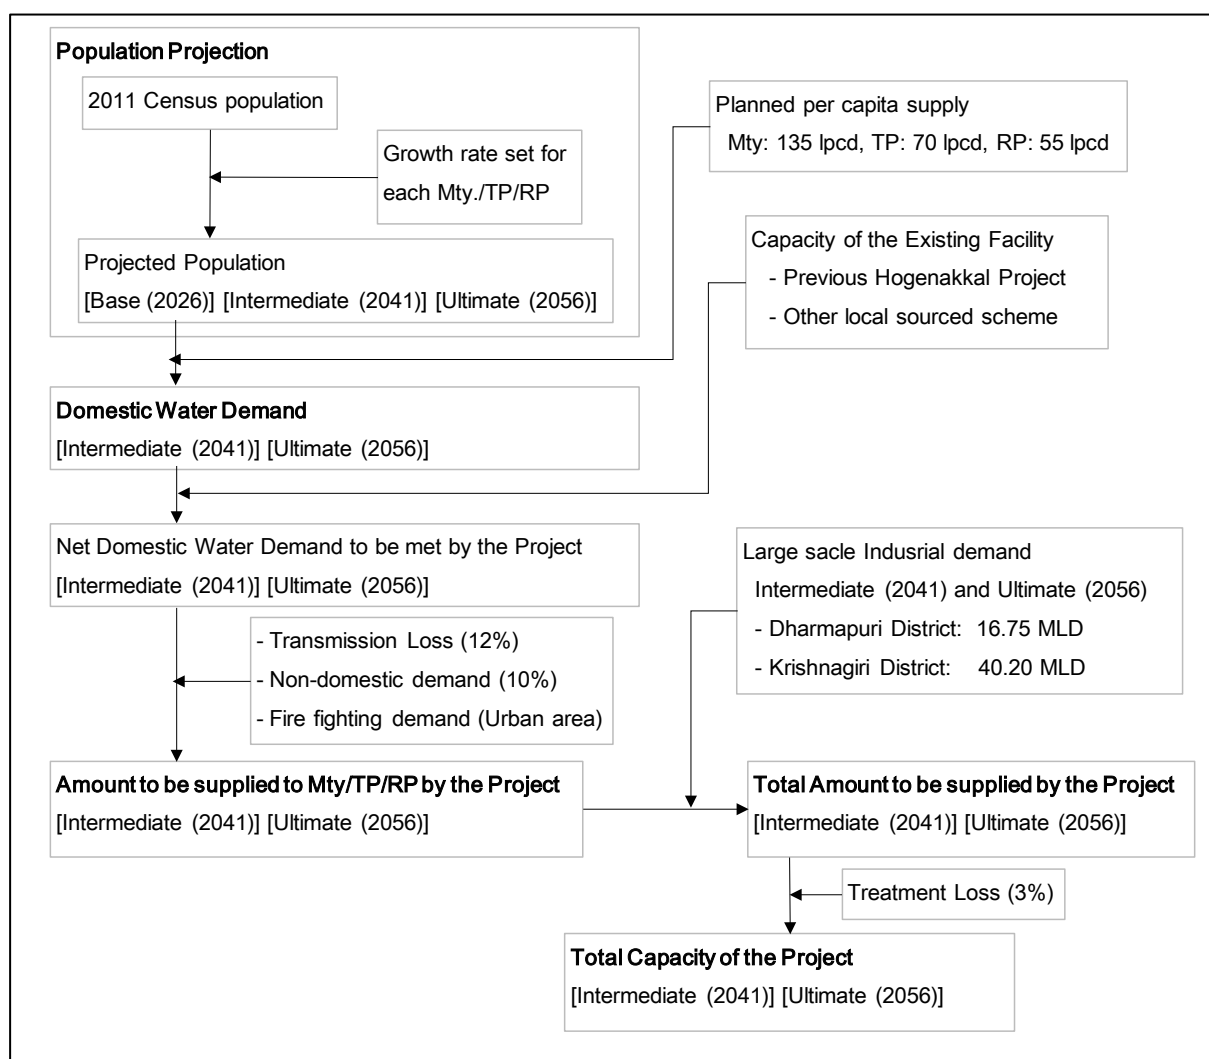 Population Projection
2011 Census population
Growth rate set for
each Mty./TP/RP
Projected Population
[Base (2026)] [Intermediate (2041)] [Ultimate (2056)]
Planned per capita supply
Mty: 135 lpcd, TP: 70 lpcd, RP: 55 lpcd
Capacity of the Existing Facility
- Previous Hogenakkal Project
- Other local sourced scheme
Domestic Water Demand
[Intermediate (2041)] [Ultimate (2056)]
Net Domestic Water Demand to be met by the Project
[Intermediate (2041)] [Ultimate (2056)]
- Transmission Loss (12%)
- Non-domestic demand (10%)
- Fire fighting demand (Urban area)
Large sacle Indusrial demand
Intermediate (2041) and Ultimate (2056)
- Dharmapuri District: 16.75 MLD
- Krishnagiri District: 40.20 MLD
Amount to be supplied to Mty/TP/RP by the Project
[Intermediate (2041)] [Ultimate (2056)]
Total Amount to be supplied by the Project
[Intermediate (2041)] [Ultimate (2056)]
Treatment Loss (3%)
Total Capacity of the Project
[Intermediate (2041)] [Ultimate (2056)]